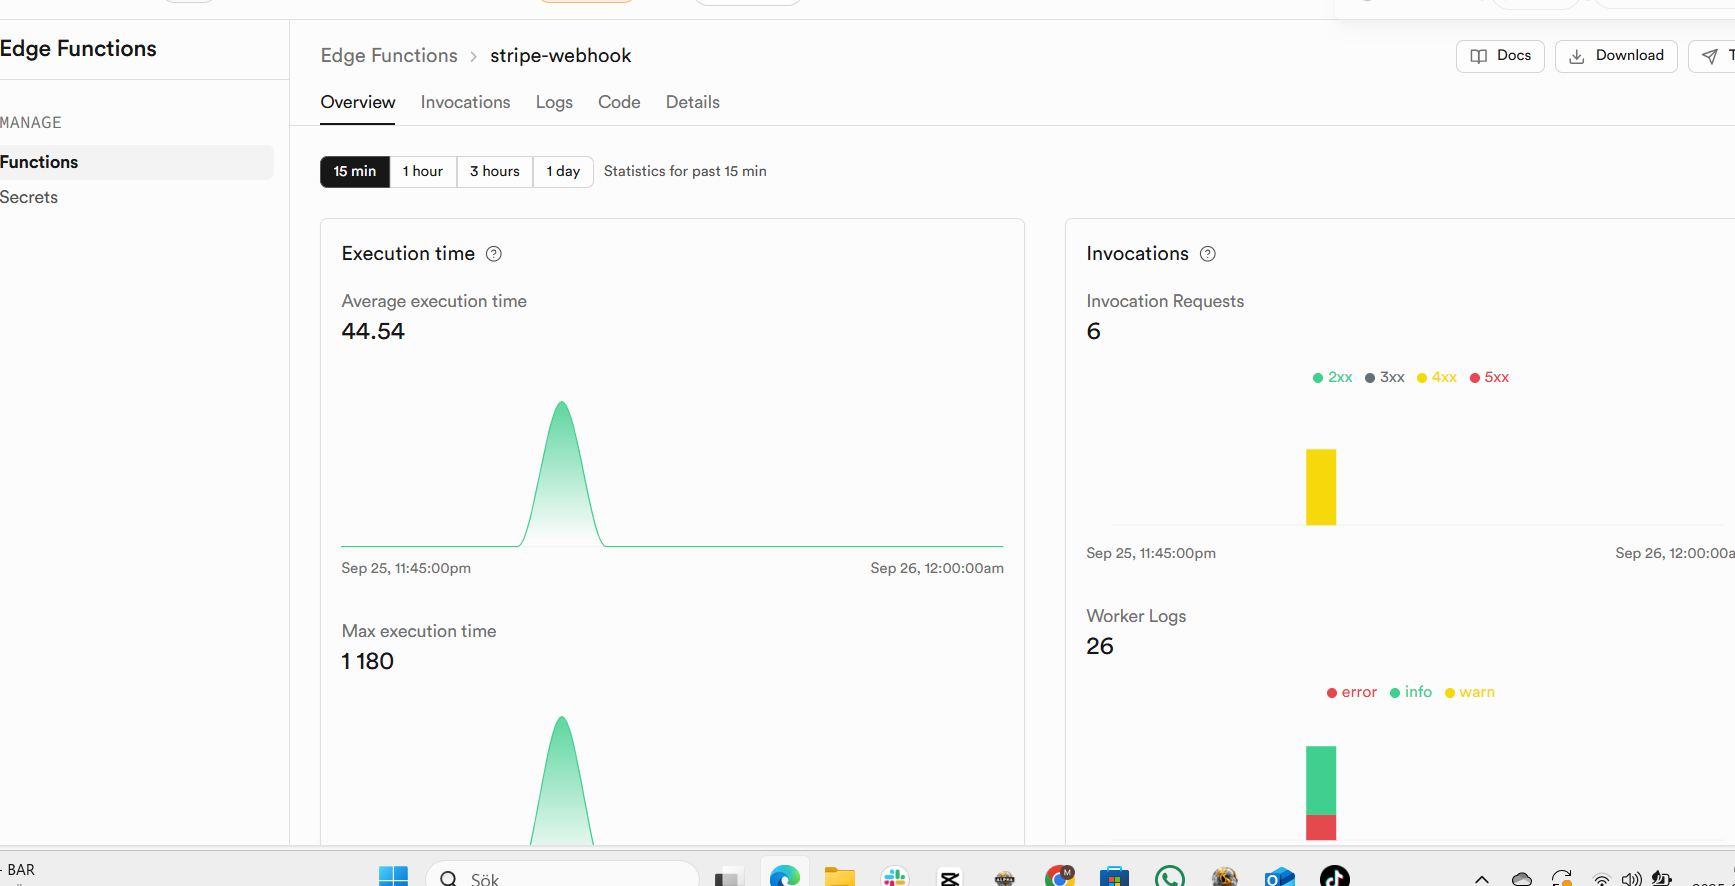 Edge Functions
MANAGE
Functions
Secrets
Edge Functions > stripe-webhook
Docs
Download
Overview
Invocations
Logs
Code
Details
15 min
1 hour
3 hours
1 day
Statistics for past 15 min
Execution time
Average execution time
44.54
Sep 25, 11:45:00pm
Sep 26, 12:00:00am
Max execution time
1 180
Invocations
Invocation Requests
6
2xx
3xx
4xx
5xx
Sep 25, 11:45:00pm
Sep 26, 12:00:00a
Worker Logs
26
error
info
warn
- BAR
Sök